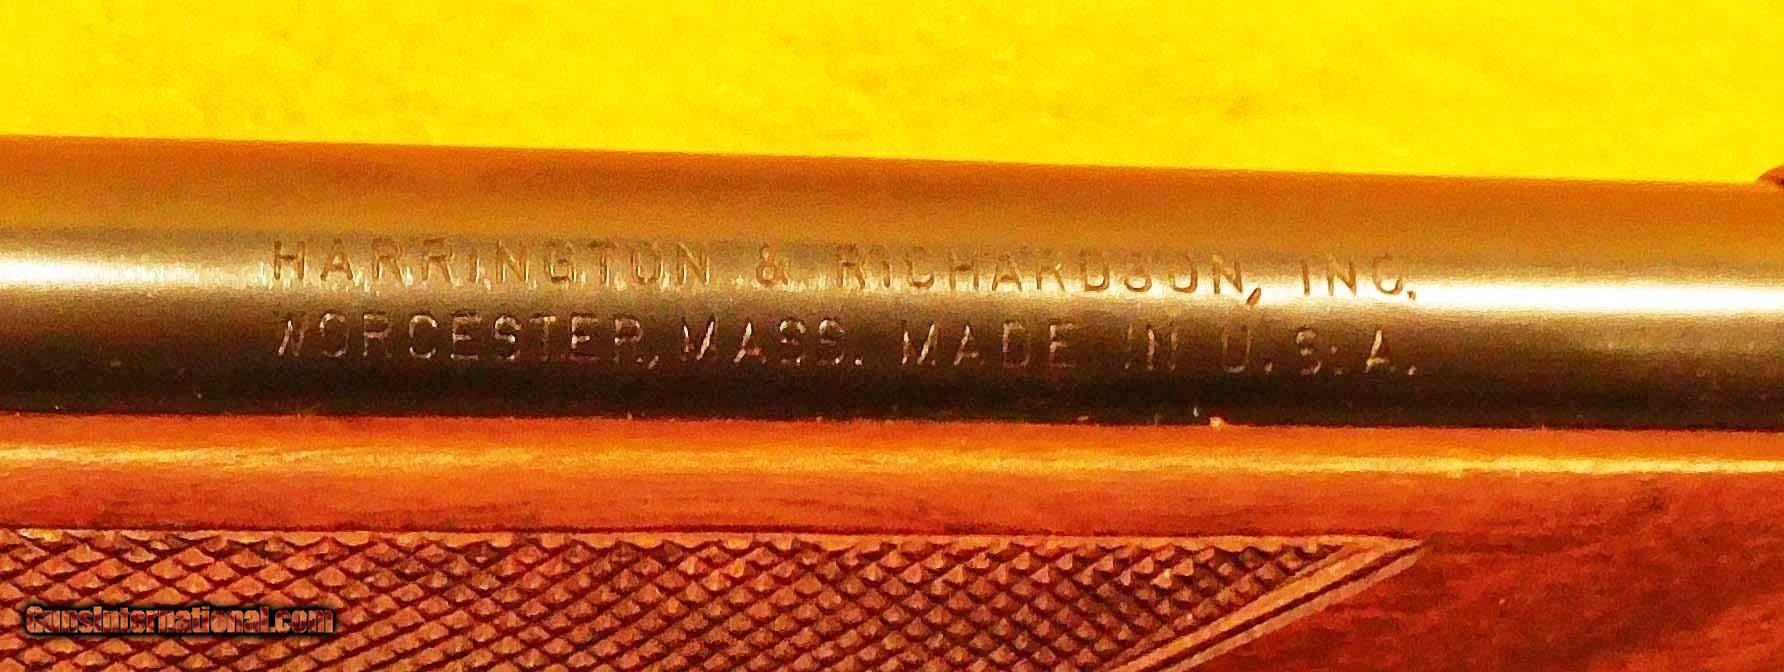 HARRINGTON & RICHARDSON, INC.
WORCESTER, MASS. MADE IN U.S.A.
GunsInternational.com